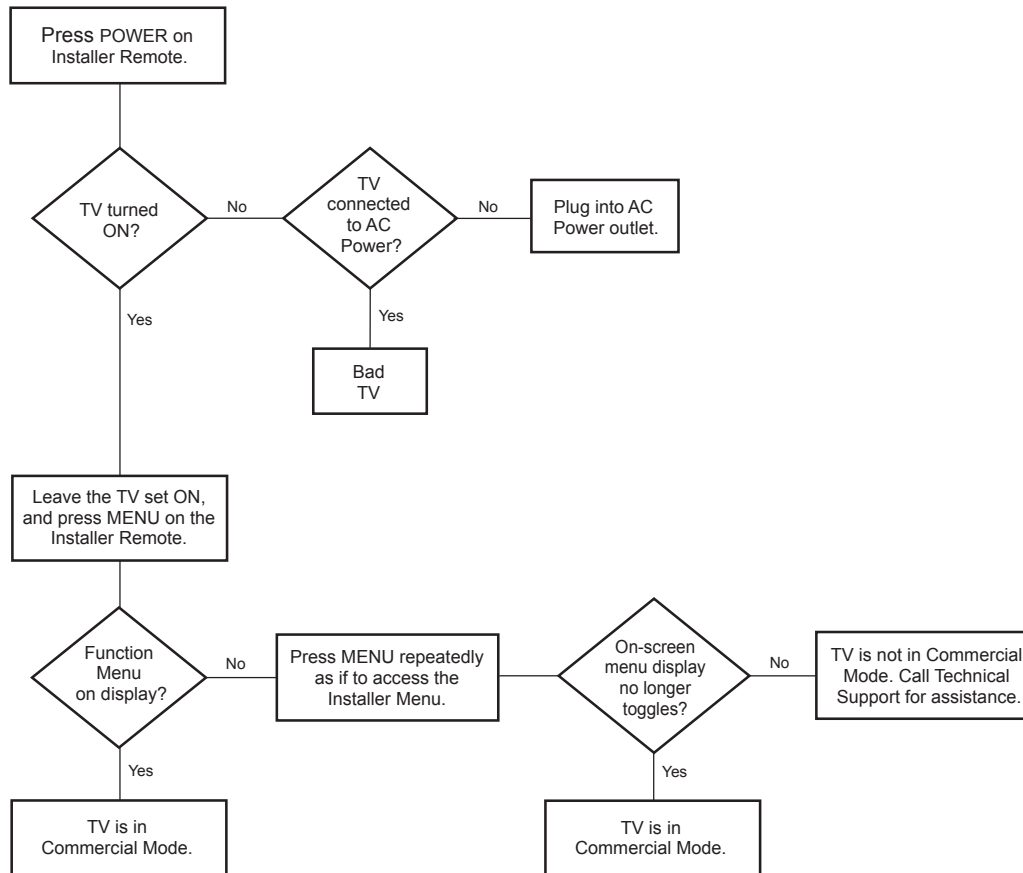 Press POWER on
Installer Remote.
TV turned
ON?
No
TV
connected
to AC
Power?
No
Plug into AC
Power outlet.
Yes
Yes
Bad
TV
Leave the TV set ON,
and press MENU on the
Installer Remote.
Function
Menu
on display?
No
Press MENU repeatedly
as if to access the
Installer Menu.
On-screen
menu display
no longer
toggles?
No
TV is not in Commercial
Mode. Call Technical
Support for assistance.
Yes
Yes
TV is in
Commercial Mode.
TV is in
Commercial Mode.